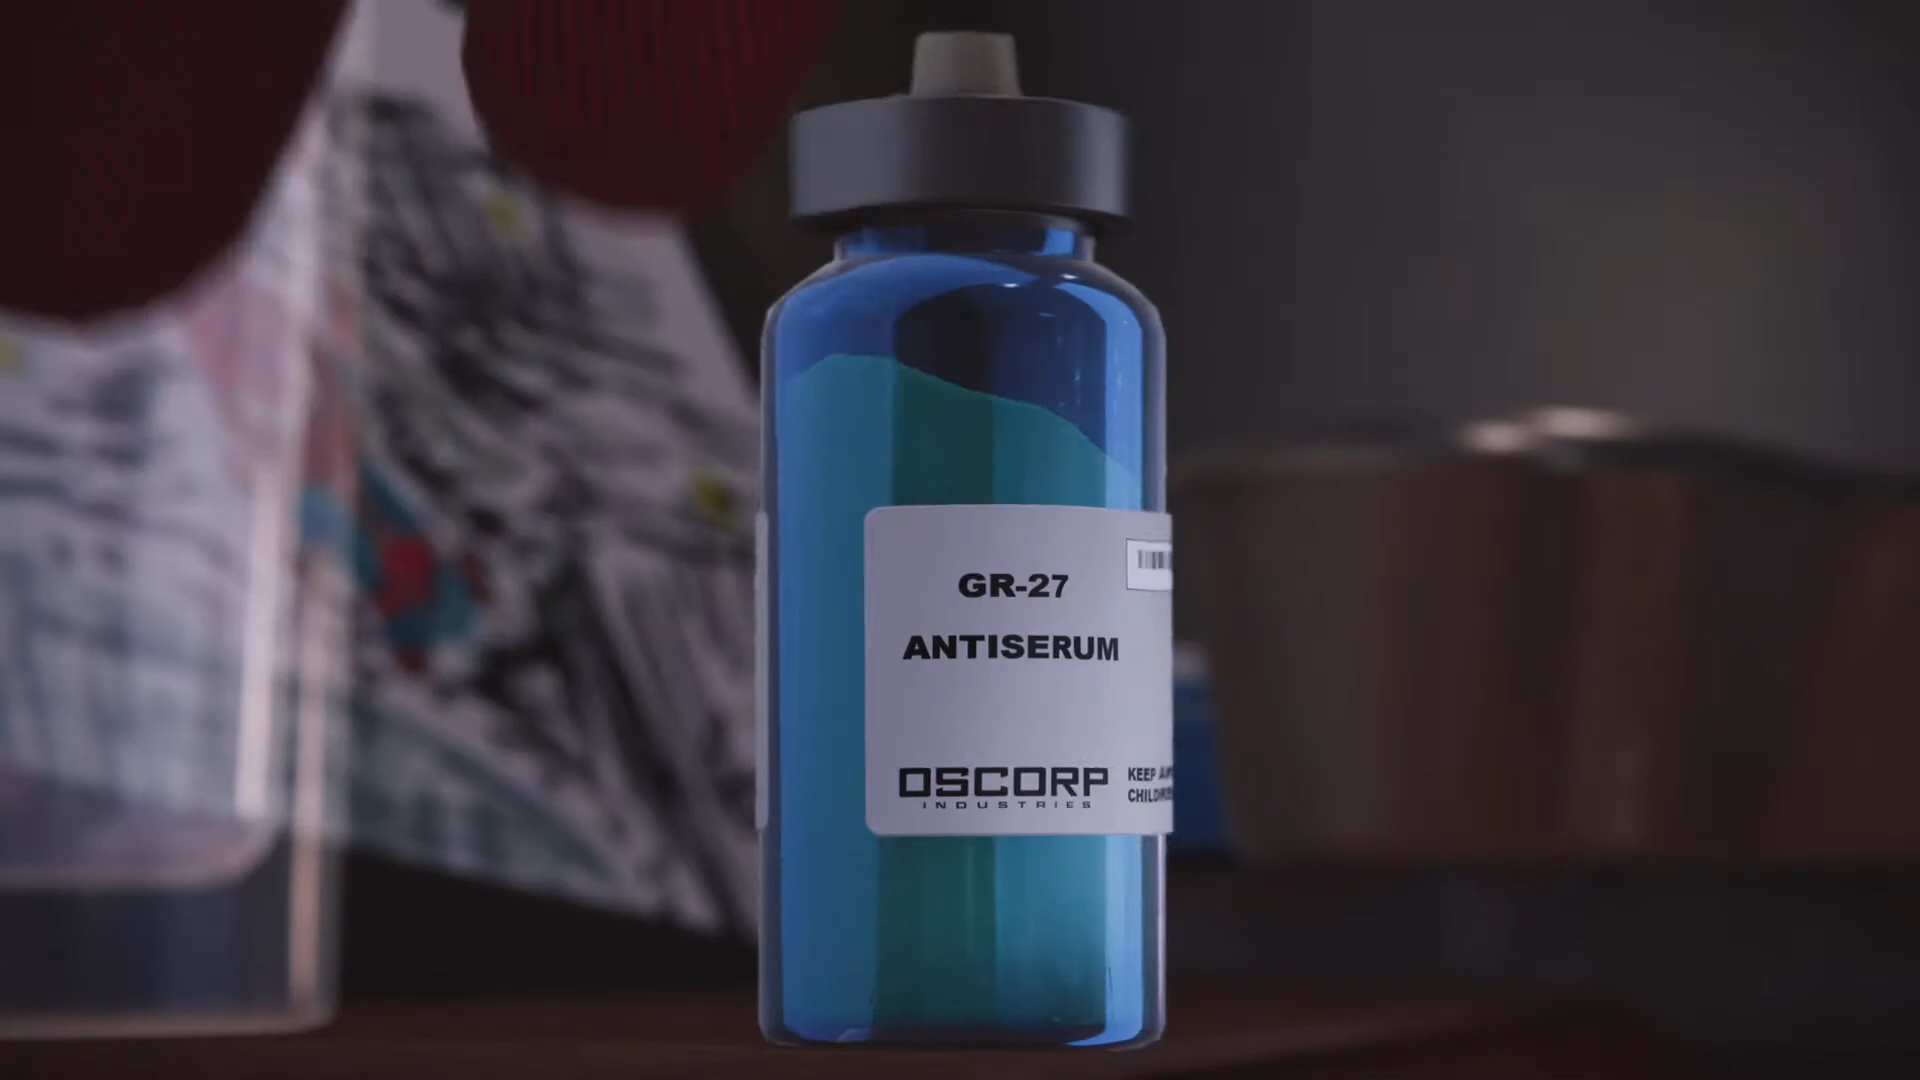 GR-27
ANTISERUM
OSCORP
INDUSTRIES
KEEP